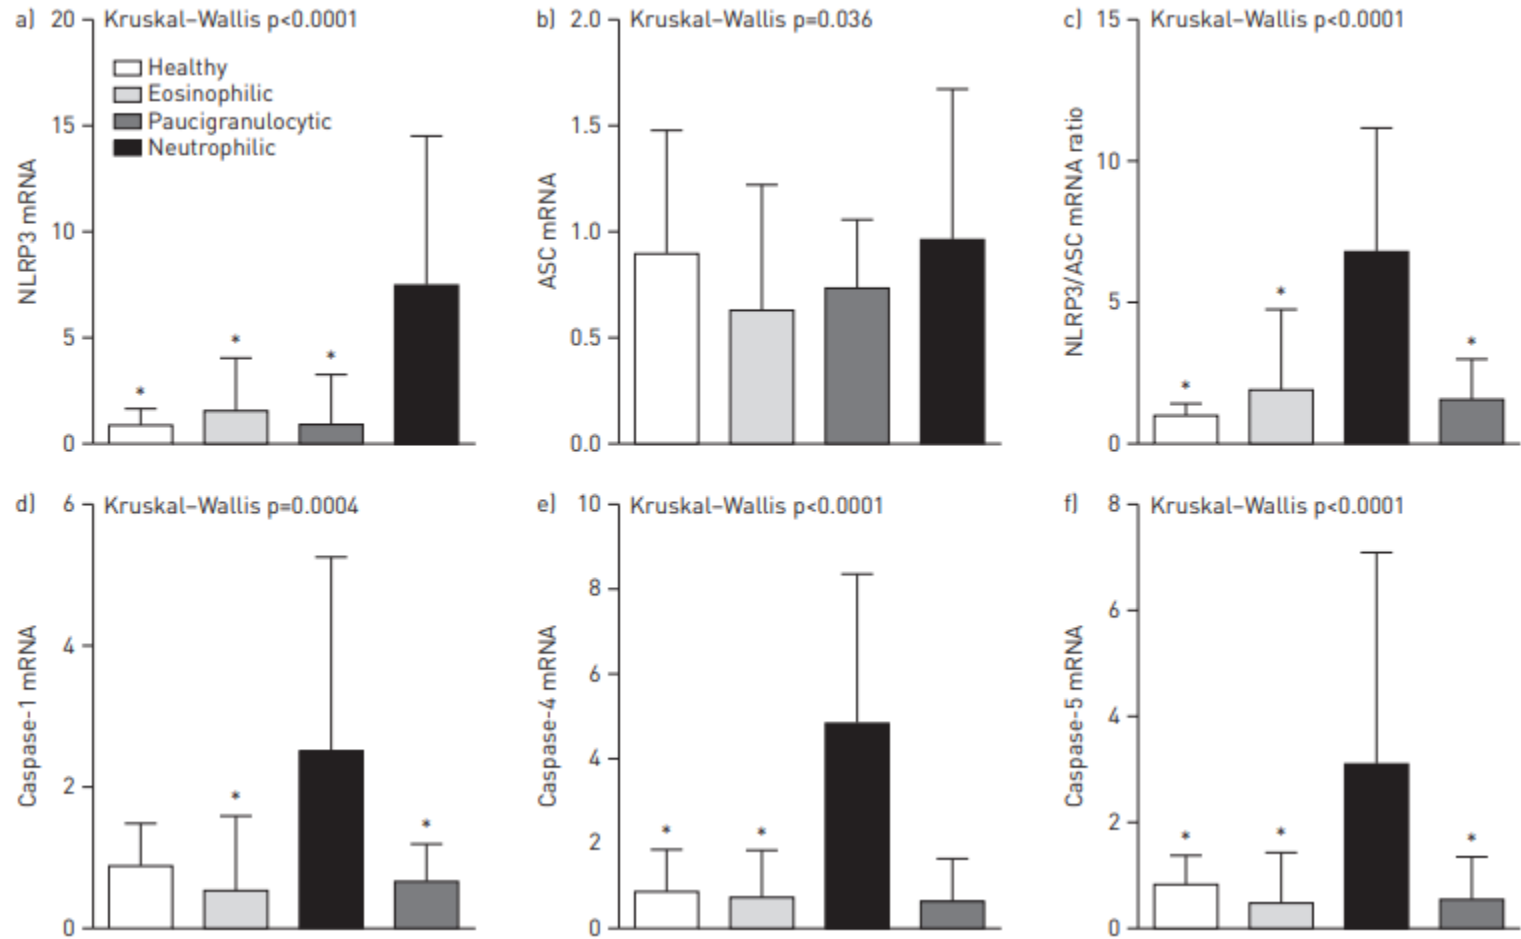 a) 20 Kruskal–Wallis p<0.0001
Healthy
Eosinophilic
Paucigranulocytic
Neutrophilic
15
10
5
0
NLRP3 mRNA
* * *
b) 2.0 Kruskal–Wallis p=0.036
1.5
1.0
0.5
0.0
ASC mRNA
c) 15 Kruskal–Wallis p<0.0001
10
5
0
NLRP3/ASC mRNA ratio
* * *
d) 6 Kruskal–Wallis p=0.0004
4
2
0
Caspase-1 mRNA
* *
e) 10 Kruskal–Wallis p<0.0001
8
6
4
2
0
Caspase-4 mRNA
* *
f) 8 Kruskal–Wallis p<0.0001
6
4
2
0
Caspase-5 mRNA
* * *